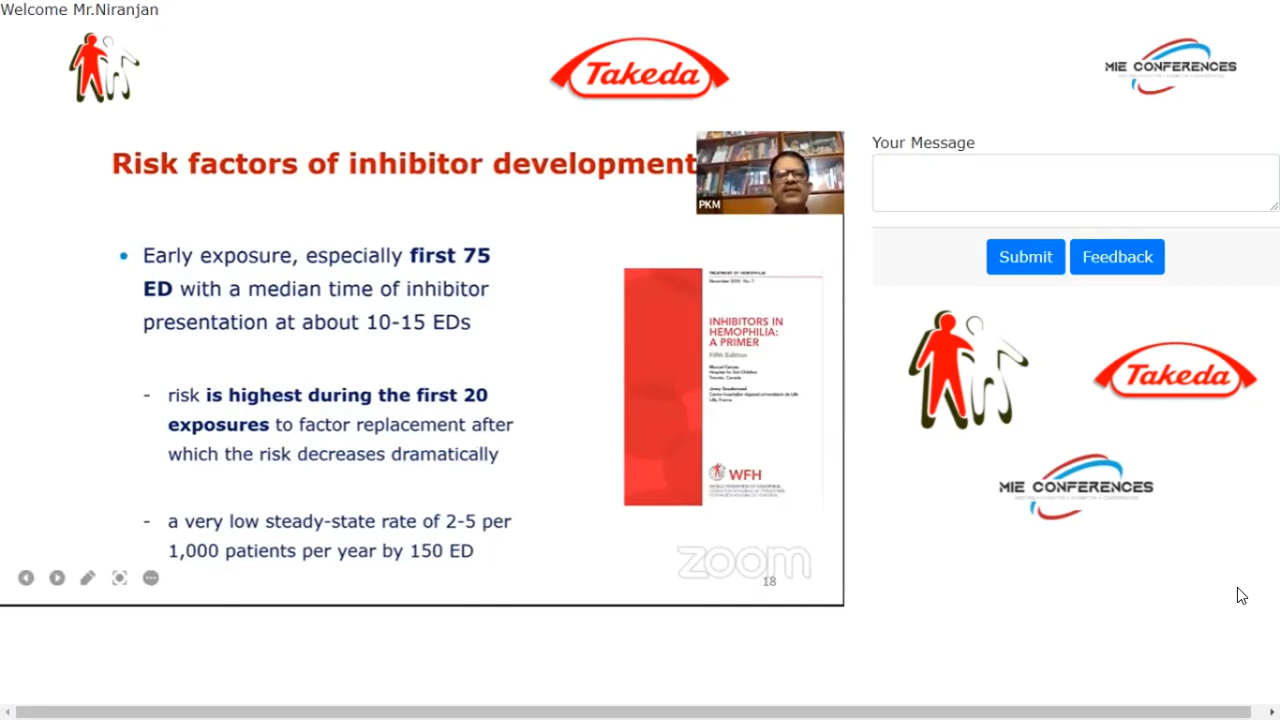 Welcome Mr.Niranjan
Takeda
MIE CONFERENCES
Risk factors of inhibitor development
PKM
Your Message
Submit
Feedback
• Early exposure, especially first 75
ED with a median time of inhibitor
presentation at about 10-15 EDs
- risk is highest during the first 20
exposures to factor replacement after
which the risk decreases dramatically
- a very low steady-state rate of 2-5 per
1,000 patients per year by 150 ED
TREATMENT OF HEMOPHILIA
INHIBITORS IN
HEMOPHILIA:
A PRIMER
Fifth Edition
WFH
zoom
18
Takeda
MIE CONFERENCES